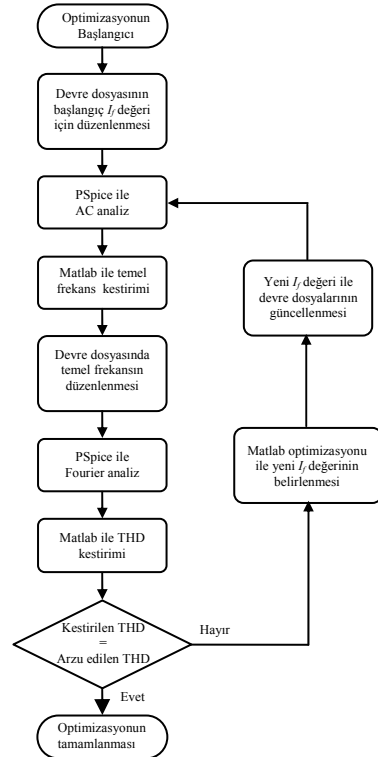 Optimizasyonun
Başlangıcı
Devre dosyasının
başlangıç If değeri
için düzenlenmesi
PSpice ile
AC analiz
Matlab ile temel
frekans kestirimi
Devre dosyasında
temel frekansın
düzenlenmesi
PSpice ile
Fourier analiz
Matlab ile THD
kestirimi
Kestirilen THD
=
Arzu edilen THD
Evet
Optimizasyonun
tamamlanması
Hayır
Matlab optimizasyonu
ile yeni If değerinin
belirlenmesi
Yeni If değeri ile
devre dosyalarının
güncellenmesi